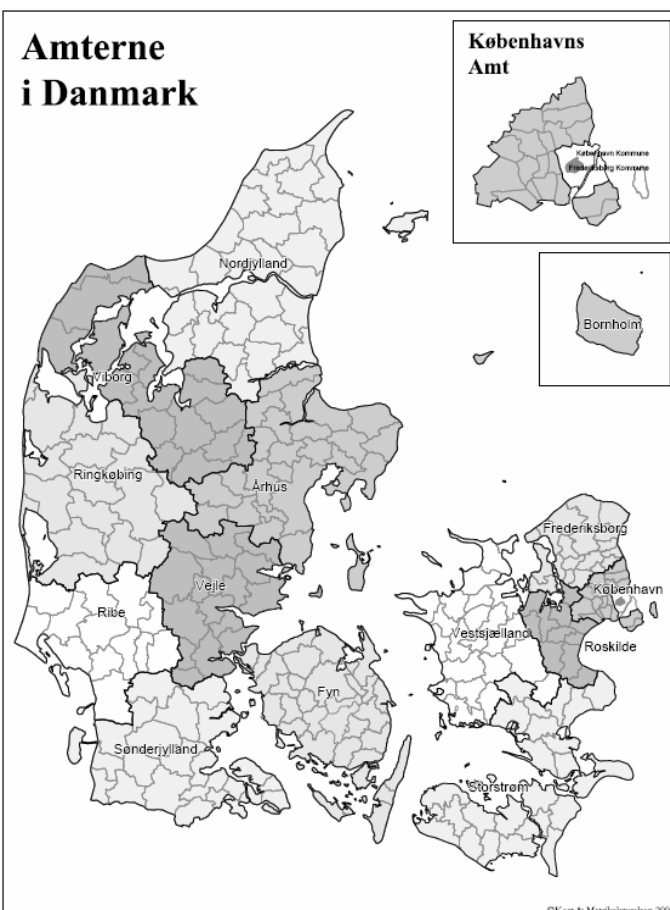 Amterne
i Danmark
Københavns
Amt
København Kommune
Frederiksberg Kommune
Nordjylland
Bornholm
Viborg
Ringkøbing
Århus
Frederiksborg
København
Vejle
Ribe
Vestsjælland
Roskilde
Fyn
Sønderjylland
Storstrøm